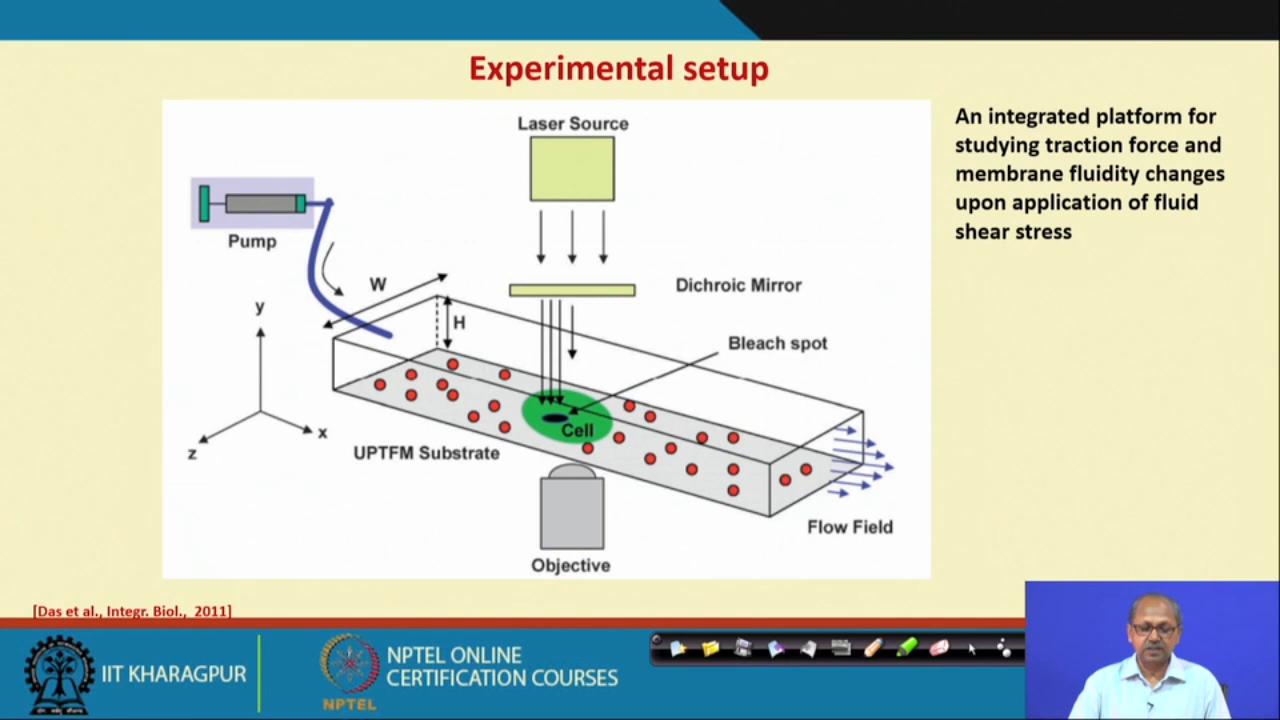 Experimental setup
Laser Source
Pump
W
H
Dichroic Mirror
Bleach spot
y
x
z
Cell
UPTFM Substrate
Flow Field
Objective
An integrated platform for
studying traction force and
membrane fluidity changes
upon application of fluid
shear stress
[Das et al., Integr. Biol., 2011]
IIT KHARAGPUR
NPTEL
NPTEL ONLINE
CERTIFICATION COURSES